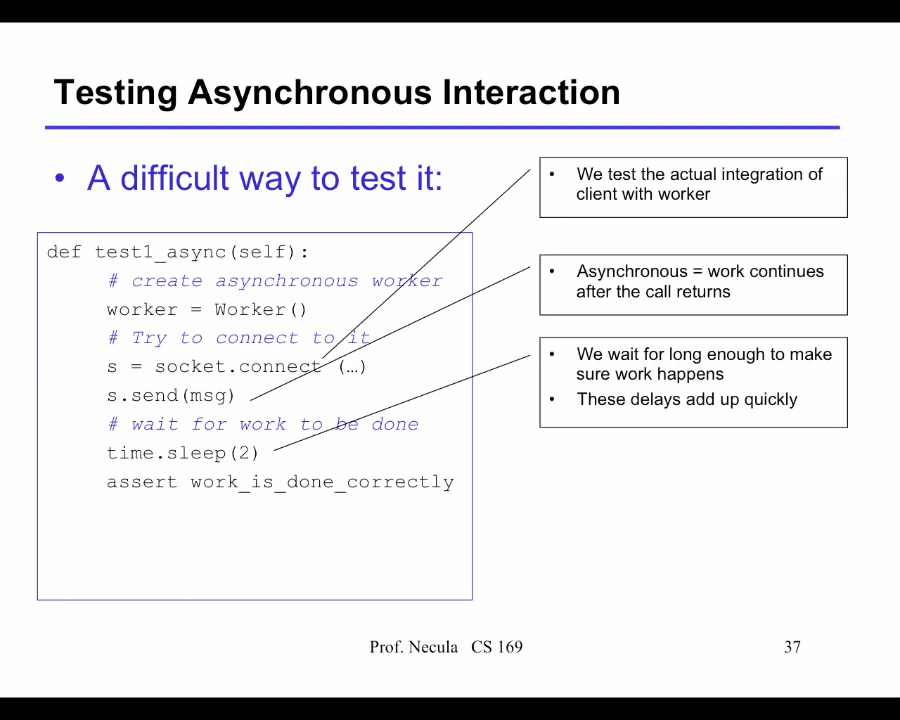 Testing Asynchronous Interaction
• A difficult way to test it:
def test1_async(self):
# create asynchronous worker
worker = Worker()
# Try to connect to it
s = socket.connect (…)
s.send(msg)
# wait for work to be done
time.sleep(2)
assert work_is_done_correctly
• We test the actual integration of
client with worker
• Asynchronous = work continues
after the call returns
• We wait for long enough to make
sure work happens
• These delays add up quickly
Prof. Necula CS 169
37